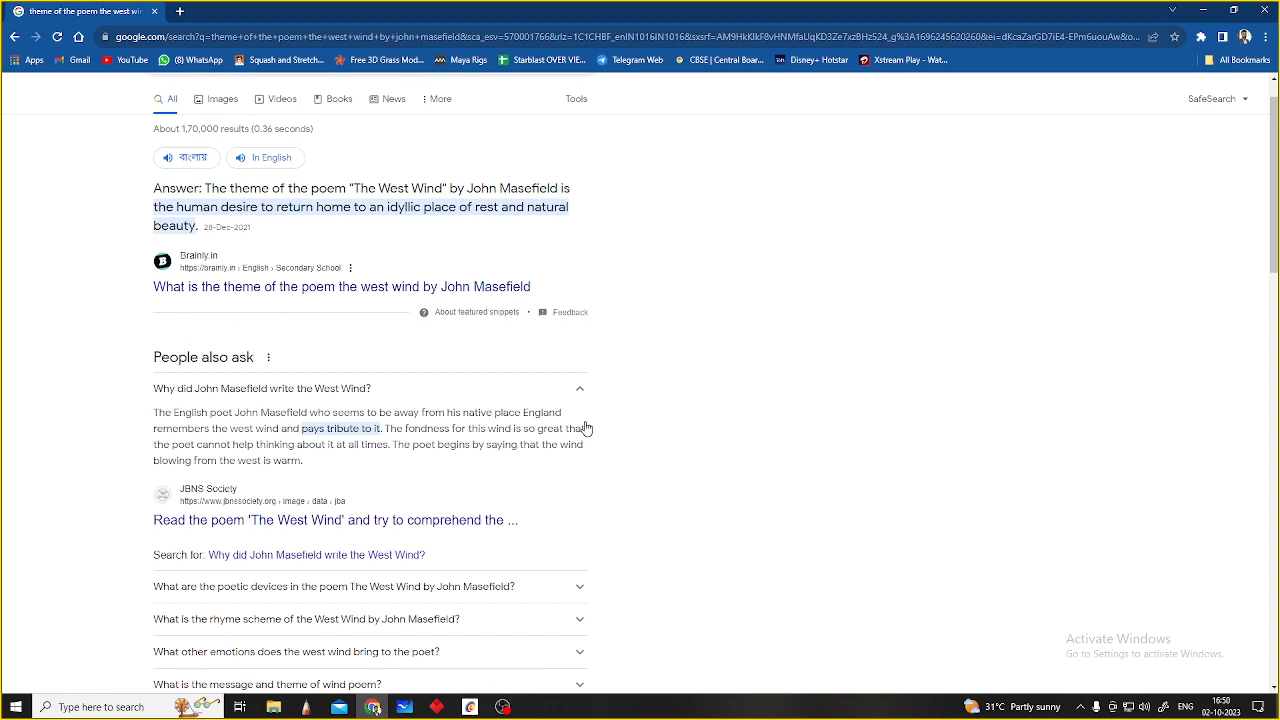 theme of the poem the west win
google.com/search?q=theme+of+the+poem+the+west+wind+by+john+masefield&sca_esv=570001766&rlz=1C1CHBF_enIN1016IN1016&sxsrf=AM9HkKlkF8vHNMfaUqKD3Ze7xzBHz524_g%3A1696245620260&ei=dKcaZarGD7iE4-EPm6uouAw&o...
Apps
Gmail
YouTube
(8) WhatsApp
Squash and Stretch...
Free 3D Grass Mod...
Maya Rigs
Starblast OVER VIE...
Telegram Web
CBSE | Central Boar...
Disney+ Hotstar
Xstream Play - Wat...
All Bookmarks
All
Images
Videos
Books
News
More
Tools
SafeSearch
About 1,70,000 results (0.36 seconds)
বাংলায়
In English
Answer: The theme of the poem "The West Wind" by John Masefield is
the human desire to return home to an idyllic place of rest and natural
beauty. 28-Dec-2021
Brainly.in
https://brainly.in › English › Secondary School
What is the theme of the poem the west wind by John Masefield
About featured snippets • Feedback
People also ask
Why did John Masefield write the West Wind?
The English poet John Masefield who seems to be away from his native place England
remembers the west wind and pays tribute to it. The fondness for this wind is so great that
the poet cannot help thinking about it at all times. The poet begins by saying that the wind
blowing from the west is warm.
JBNS Society
https://www.jbnssociety.org › image › data › jba
Read the poem 'The West Wind' and try to comprehend the ...
Search for: Why did John Masefield write the West Wind?
What are the poetic devices in the poem The West Wind by John Masefield?
What is the rhyme scheme of the West Wind by John Masefield?
What other emotions does the west wind bring to the poet?
What is the message and theme of wind poem?
Activate Windows
Go to Settings to activate Windows.
Type here to search
31°C Partly sunny
ENG
16:50
02-10-2023